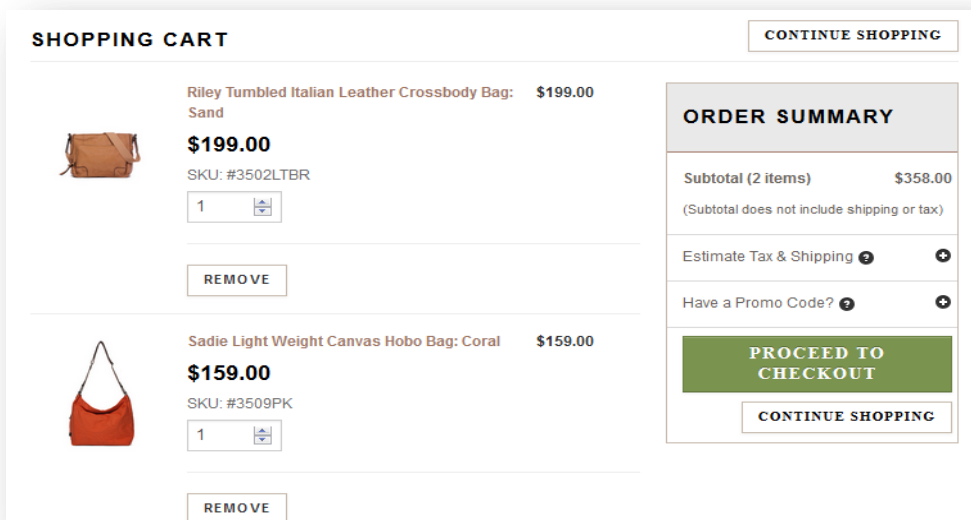 SHOPPING CART
CONTINUE SHOPPING
Riley Tumbled Italian Leather Crossbody Bag: $199.00
Sand
$199.00
SKU: #3502LTBR
1
REMOVE
Sadie Light Weight Canvas Hobo Bag: Coral $159.00
$159.00
SKU: #3509PK
1
REMOVE
ORDER SUMMARY
Subtotal (2 items) $358.00
(Subtotal does not include shipping or tax)
Estimate Tax & Shipping ?
Have a Promo Code? ?
PROCEED TO
CHECKOUT
CONTINUE SHOPPING